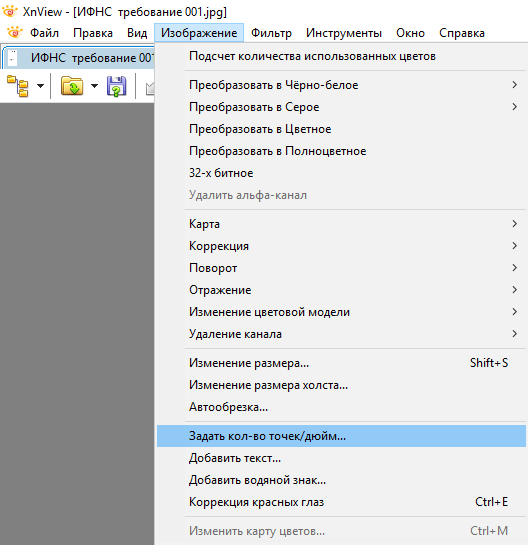 XnView - [ИФНС требование 001.jpg]
Файл Правка Вид Изображение Фильтр Инструменты Окно Справка
ИФНС требование 001
Подсчет количества использованных цветов
Преобразовать в Чёрно-белое
Преобразовать в Серое
Преобразовать в Цветное
Преобразовать в Полноцветное
32-х битное
Удалить альфа-канал
Карта
Коррекция
Поворот
Отражение
Изменение цветовой модели
Удаление канала
Изменение размера... Shift+S
Изменение размера холста...
Автообрезка...
Задать кол-во точек/дюйм...
Добавить текст...
Добавить водяной знак...
Коррекция красных глаз Ctrl+E
Изменить карту цветов... Ctrl+M